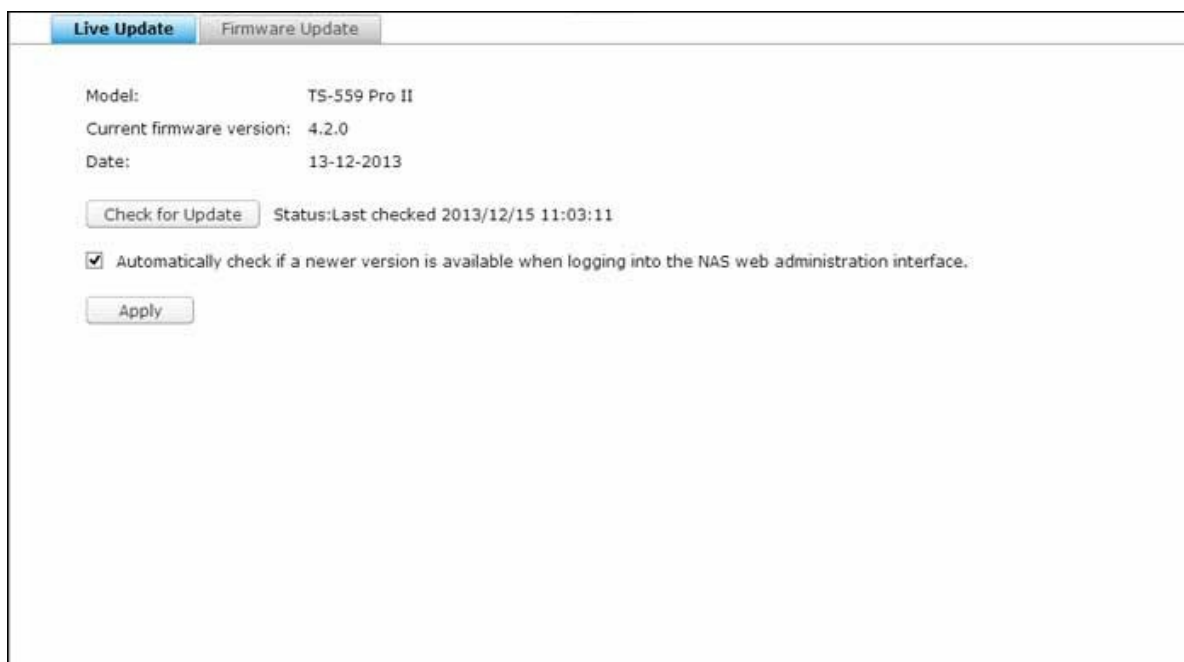 Live Update Firmware Update
Model: TS-559 Pro II
Current firmware version: 4.2.0
Date: 13-12-2013
Check for Update Status:Last checked 2013/12/15 11:03:11
Automatically check if a newer version is available when logging into the NAS web administration interface.
Apply